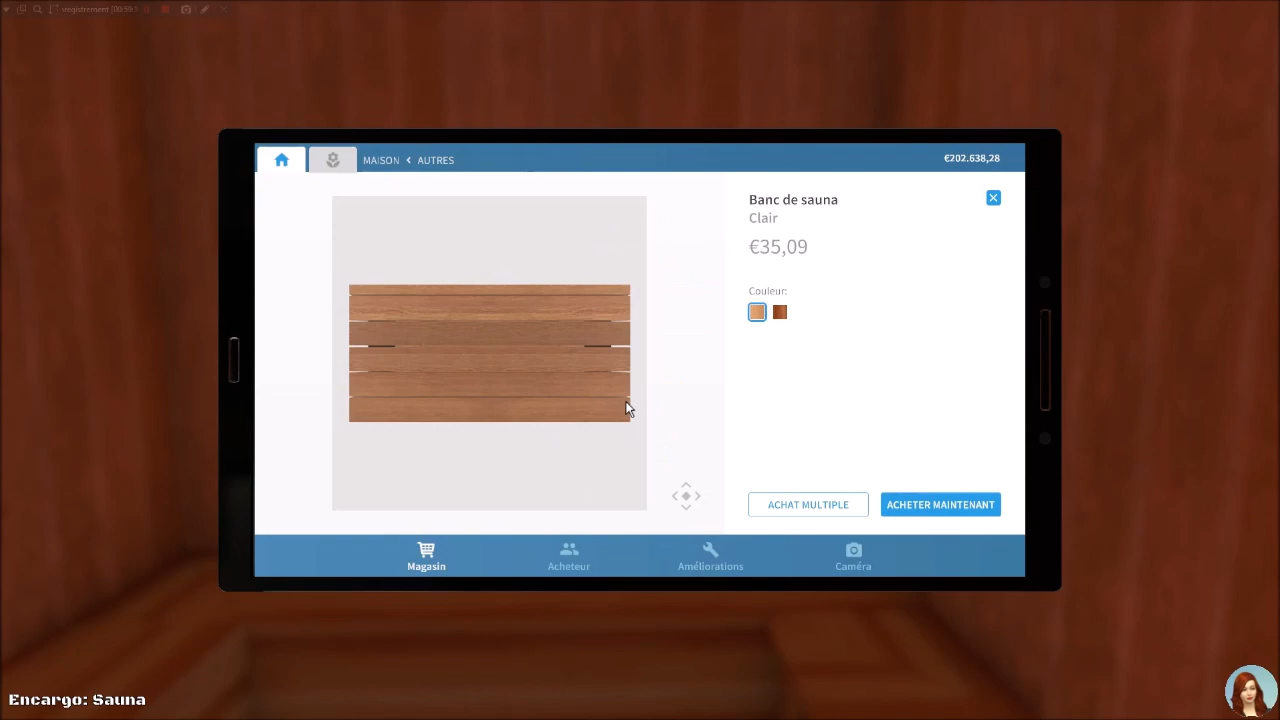 MAISON < AUTRES
€202.638,28
Banc de sauna
Clair
€35,09
Couleur:
ACHAT MULTIPLE
ACHETER MAINTENANT
Magasin
Acheteur
Améliorations
Caméra
Encargo: Sauna